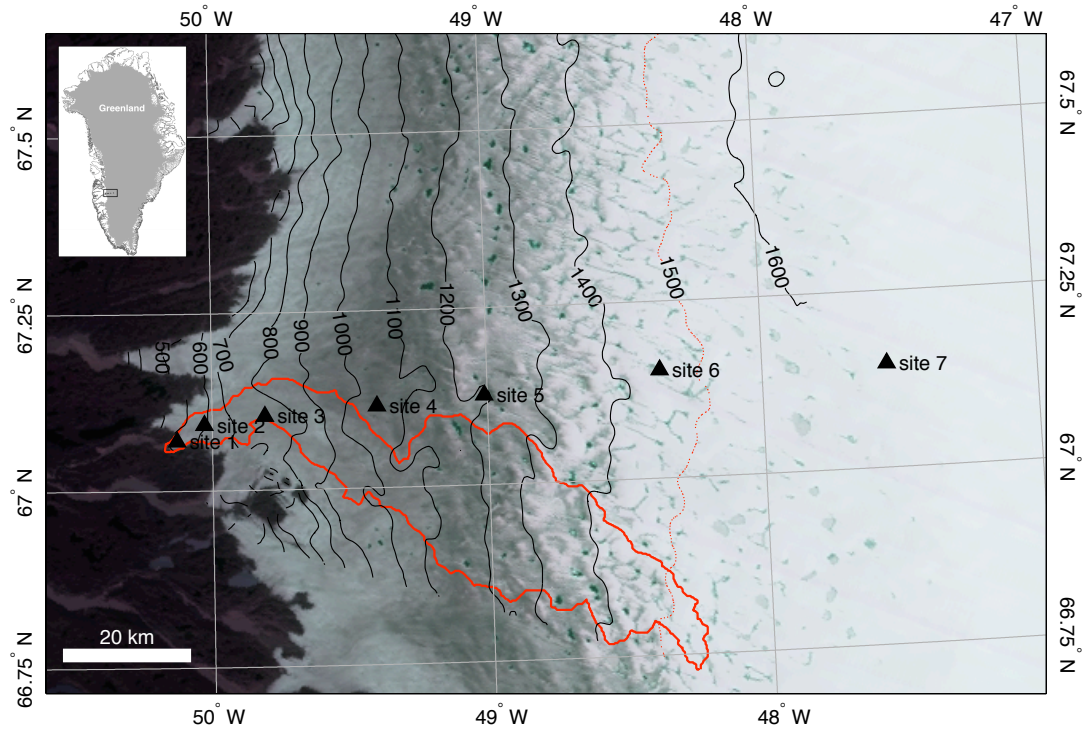 50° W
49° W
48° W
47° W
67.5° N
67.5° N
Greenland
67.25° N
67.25° N
1600
1500
1400
1300
1200
1100
1000
900
800
700
600
500
site 7
site 6
site 5
site 4
site 3
site 2
site 1
67° N
67° N
20 km
66.75° N
66.75° N
50° W
49° W
48° W